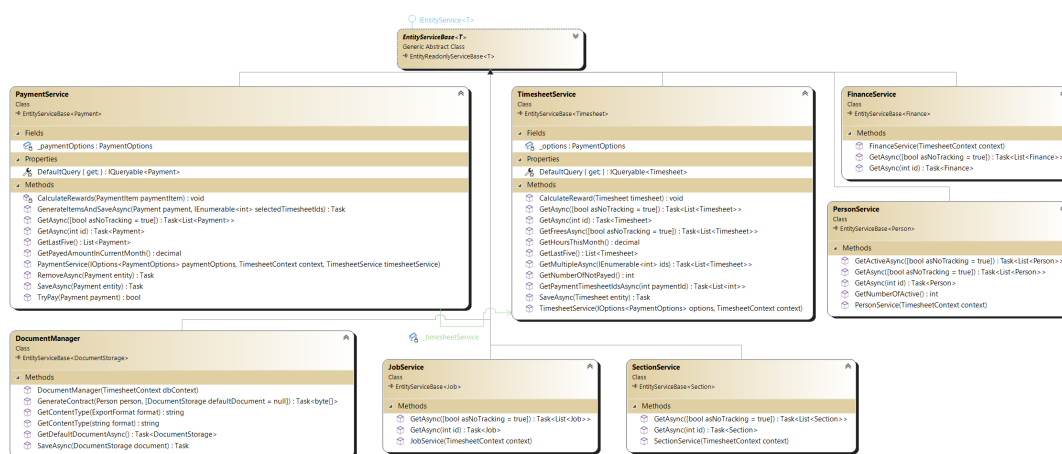 IEntityService<T>
EntityServiceBase<T>
Generic Abstract Class
EntityReadonlyServiceBase<T>
PaymentService
Class
EntityServiceBase<Payment>
Fields
_paymentOptions : PaymentOptions
Properties
DefaultQuery { get; } : IQueryable<Payment>
Methods
CalculateRewards(PaymentItem paymentItem) : void
GenerateItemsAndSaveAsync(Payment payment, IEnumerable<int> selectedTimesheetIds) : Task
GetAsync([bool asNoTracking = true]) : Task<List<Payment>>
GetAsync(int id) : Task<Payment>
GetLastFive() : List<Payment>
GetPayedAmountInCurrentMonth() : decimal
PaymentService(IOptions<PaymentOptions> paymentOptions, TimesheetContext context, TimesheetService timesheetService)
RemoveAsync(Payment entity) : Task
SaveAsync(Payment entity) : Task
TryPay(Payment payment) : bool
TimesheetService
Class
EntityServiceBase<Timesheet>
Fields
_options : PaymentOptions
Properties
DefaultQuery { get; } : IQueryable<Timesheet>
Methods
CalculateReward(Timesheet timesheet) : void
GetAsync([bool asNoTracking = true]) : Task<List<Timesheet>>
GetAsync(int id) : Task<Timesheet>
GetFreesAsync([bool asNoTracking = true]) : Task<List<Timesheet>>
GetHoursThisMonth() : decimal
GetLastFive() : List<Timesheet>
GetMultipleAsync(IEnumerable<int> ids) : Task<List<Timesheet>>
GetNumberOfNotPayed() : int
GetPaymentTimesheetIdsAsync(int paymentId) : Task<List<int>>
SaveAsync(Timesheet entity) : Task
TimesheetService(IOptions<PaymentOptions> options, TimesheetContext context)
FinanceService
Class
EntityServiceBase<Finance>
Methods
FinanceService(TimesheetContext context)
GetAsync([bool asNoTracking = true]) : Task<List<Finance>>
GetAsync(int id) : Task<Finance>
PersonService
Class
EntityServiceBase<Person>
Methods
GetActiveAsync([bool asNoTracking = true]) : Task<List<Person>>
GetAsync([bool asNoTracking = true]) : Task<List<Person>>
GetAsync(int id) : Task<Person>
GetNumberOfActive() : int
PersonService(TimesheetContext context)
_timesheetService
DocumentManager
Class
EntityServiceBase<DocumentStorage>
Methods
DocumentManager(TimesheetContext dbContext)
GenerateContract(Person person, [DocumentStorage defaultDocument = null]) : Task<byte[]>
GetContentType(ExportFormat format) : string
GetContentType(string format) : string
GetDefaultDocumentAsync() : Task<DocumentStorage>
SaveAsync(DocumentStorage document) : Task
JobService
Class
EntityServiceBase<Job>
Methods
GetAsync([bool asNoTracking = true]) : Task<List<Job>>
GetAsync(int id) : Task<Job>
JobService(TimesheetContext context)
SectionService
Class
EntityServiceBase<Section>
Methods
GetAsync([bool asNoTracking = true]) : Task<List<Section>>
GetAsync(int id) : Task<Section>
SectionService(TimesheetContext context)